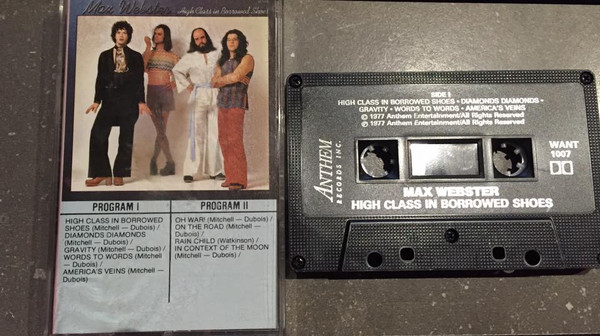 Max Webster High Class in Borrowed Shoes
PROGRAM I
HIGH CLASS IN BORROWED
SHOES (Mitchell — Dubois) /
DIAMONDS DIAMONDS
(Mitchell — Dubois) /
GRAVITY (Mitchell — Dubois) /
WORDS TO WORDS (Mitchell
— Dubois) /
AMERICA'S VEINS (Mitchell —
Dubois)
PROGRAM II
OH WAR! (Mitchell — Dubois) /
ON THE ROAD (Mitchell —
Dubois) /
RAIN CHILD (Watkinson) /
IN CONTEXT OF THE MOON
(Mitchell — Dubois) /
SIDE I
HIGH CLASS IN BORROWED SHOES • DIAMONDS DIAMONDS •
GRAVITY • WORDS TO WORDS • AMERICA'S VEINS
© 1977 Anthem Entertainment/All Rights Reserved
℗ 1977 Anthem Entertainment/All Rights Reserved
ANTHEM
RECORDS INC.
WANT
1007
MAX WEBSTER
HIGH CLASS IN BORROWED SHOES